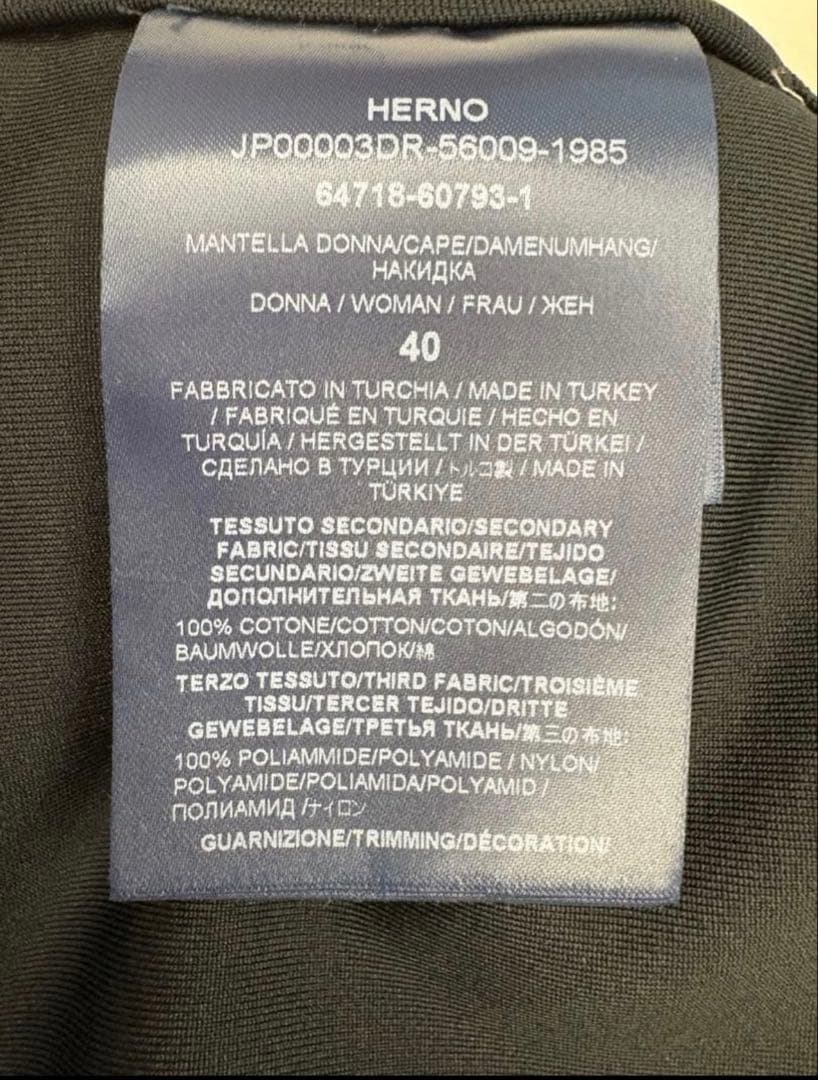 HERNO
JP00003DR-56009-1985
64718-60793-1
MANTELLA DONNA/CAPE/DAMENUMHANG/
НАКИДКА
DONNA / WOMAN / FRAU / ЖЕН
40
FABBRICATO IN TURCHIA / MADE IN TURKEY
/ FABRIQUÉ EN TURQUIE / HECHO EN
TURQUÍA / HERGESTELLT IN DER TÜRKEI /
СДЕЛАНО В ТУРЦИИ / トルコ製 / MADE IN
TÜRKIYE
TESSUTO SECONDARIO/SECONDARY
FABRIC/TISSU SECONDAIRE/TEJIDO
SECUNDARIO/ZWEITE GEWEBELAGE/
ДОПОЛНИТЕЛЬНАЯ ТКАНЬ/第二の布地:
100% COTONE/COTTON/COTON/ALGODÓN/
BAUMWOLLE/ХЛОПОК/綿
TERZO TESSUTO/THIRD FABRIC/TROISIÈME
TISSU/TERCER TEJIDO/DRITTE
GEWEBELAGE/ТРЕТЬЯ ТКАНЬ/第三の布地:
100% POLIAMMIDE/POLYAMIDE / NYLON/
POLYAMIDE/POLIAMIDA/POLYAMID /
ПОЛИАМИД /ナイロン
GUARNIZIONE/TRIMMING/DÉCORATION/